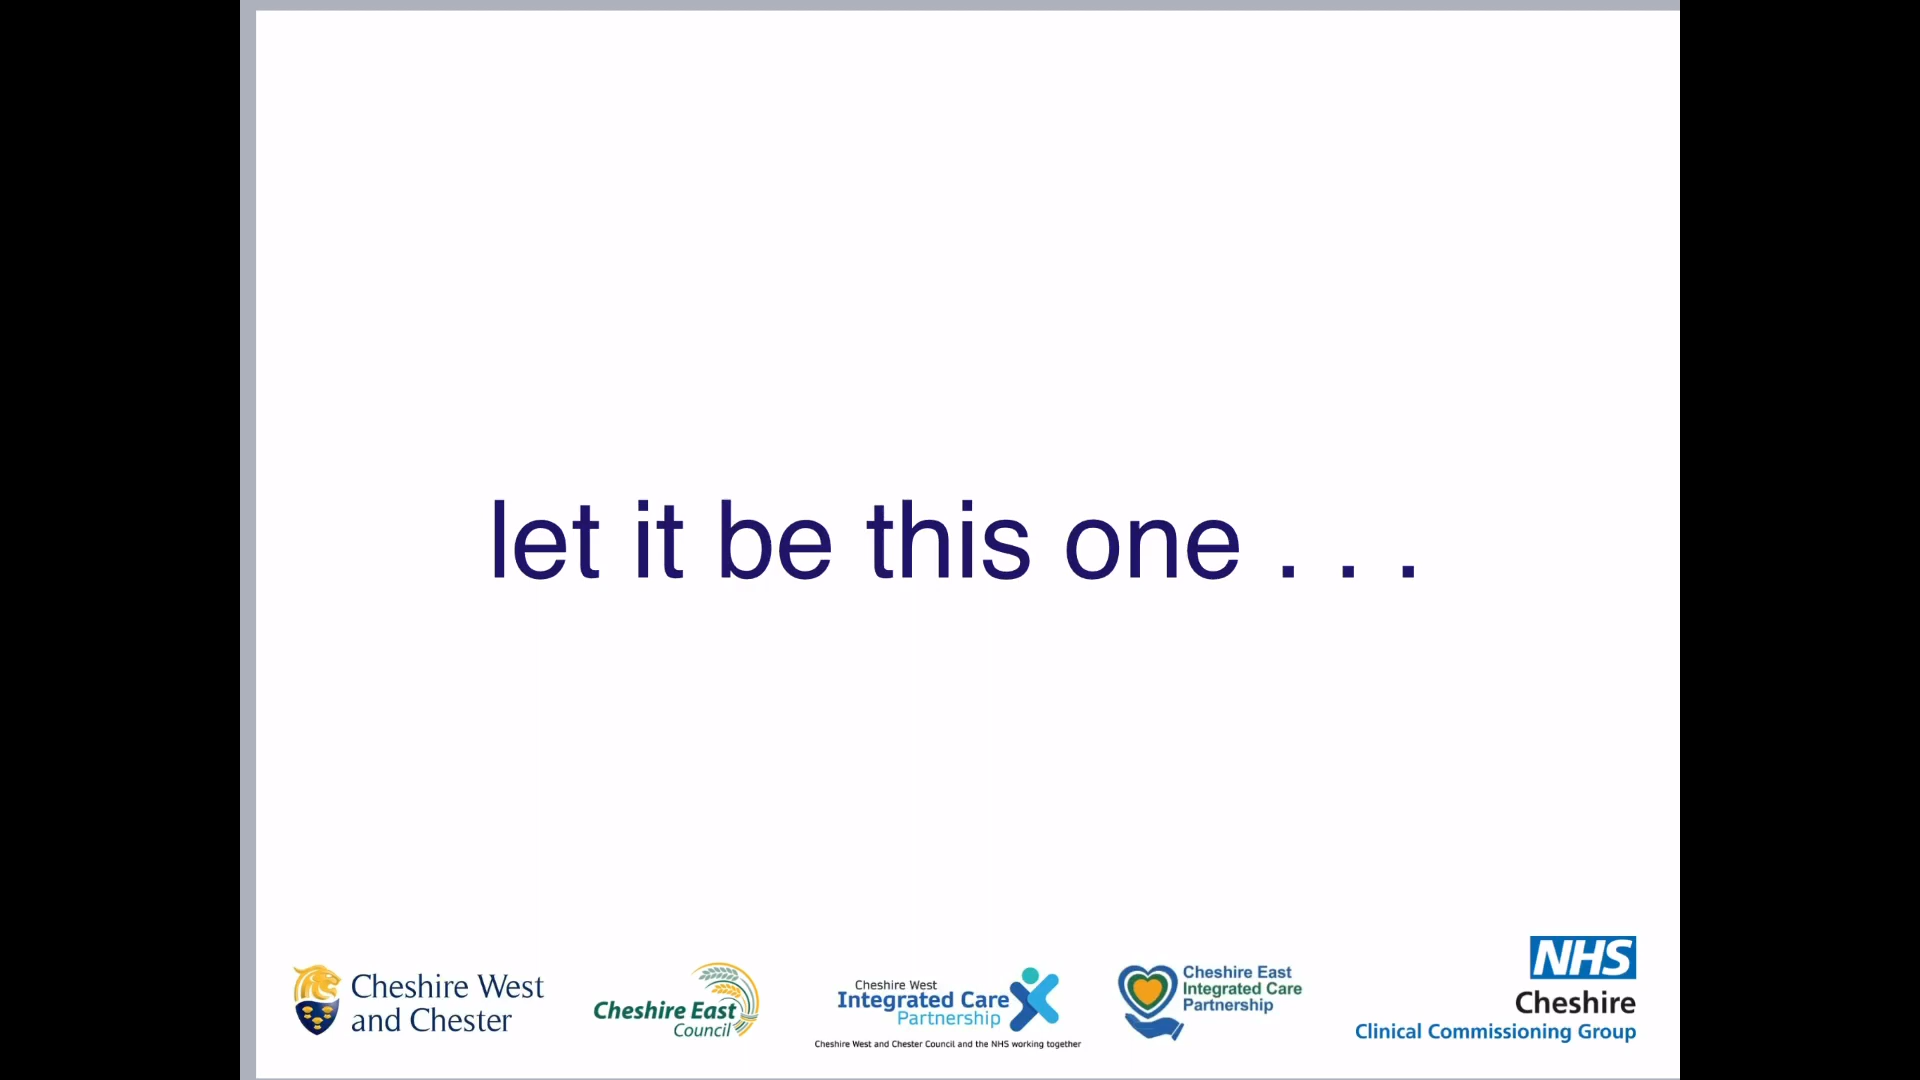 let it be this one . . .
Cheshire West
and Chester
Cheshire East
Council
Cheshire West
Integrated Care
Partnership
Cheshire West and Chester Council and the NHS working together
Cheshire East
Integrated Care
Partnership
NHS
Cheshire
Clinical Commissioning Group